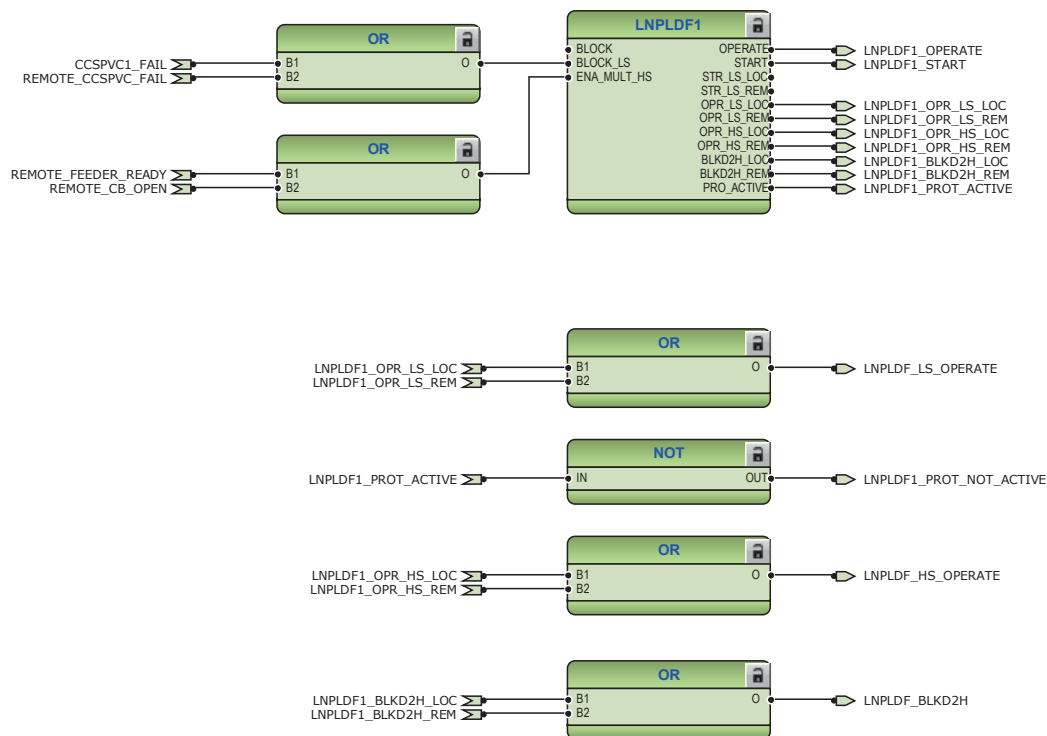 OR
CCSPVC1_FAIL
REMOTE_CCSPVC_FAIL
B1
B2
O
OR
REMOTE_FEEDER_READY
REMOTE_CB_OPEN
B1
B2
O
LNPLDF1
BLOCK
BLOCK_LS
ENA_MULT_HS
OPERATE
START
STR_LS_LOC
STR_LS_REM
OPR_LS_LOC
OPR_LS_REM
OPR_HS_LOC
OPR_HS_REM
BLKD2H_LOC
BLKD2H_REM
PRO_ACTIVE
LNPLDF1_OPERATE
LNPLDF1_START
LNPLDF1_OPR_LS_LOC
LNPLDF1_OPR_LS_REM
LNPLDF1_OPR_HS_LOC
LNPLDF1_OPR_HS_REM
LNPLDF1_BLKD2H_LOC
LNPLDF1_BLKD2H_REM
LNPLDF1_PROT_ACTIVE
OR
LNPLDF1_OPR_LS_LOC
LNPLDF1_OPR_LS_REM
B1
B2
O
LNPLDF_LS_OPERATE
NOT
LNPLDF1_PROT_ACTIVE
IN
OUT
LNPLDF1_PROT_NOT_ACTIVE
OR
LNPLDF1_OPR_HS_LOC
LNPLDF1_OPR_HS_REM
B1
B2
O
LNPLDF_HS_OPERATE
OR
LNPLDF1_BLKD2H_LOC
LNPLDF1_BLKD2H_REM
B1
B2
O
LNPLDF_BLKD2H